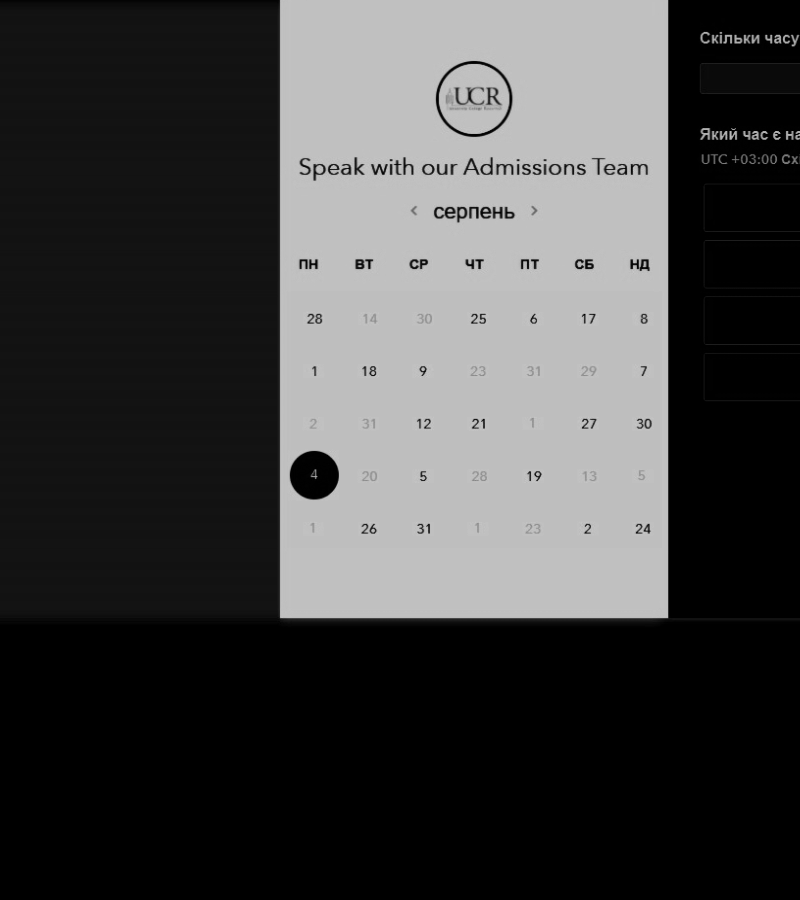 UCR
Speak with our Admissions Team
серпень
ПН ВТ СР ЧТ ПТ СБ НД
28 14 30 25 6 17 8
1 18 9 23 31 29 7
2 31 12 21 1 27 30
4 20 5 28 19 13 5
1 26 31 1 23 2 24
Скільки часу
Який час є на
UTC +03:00 Схі